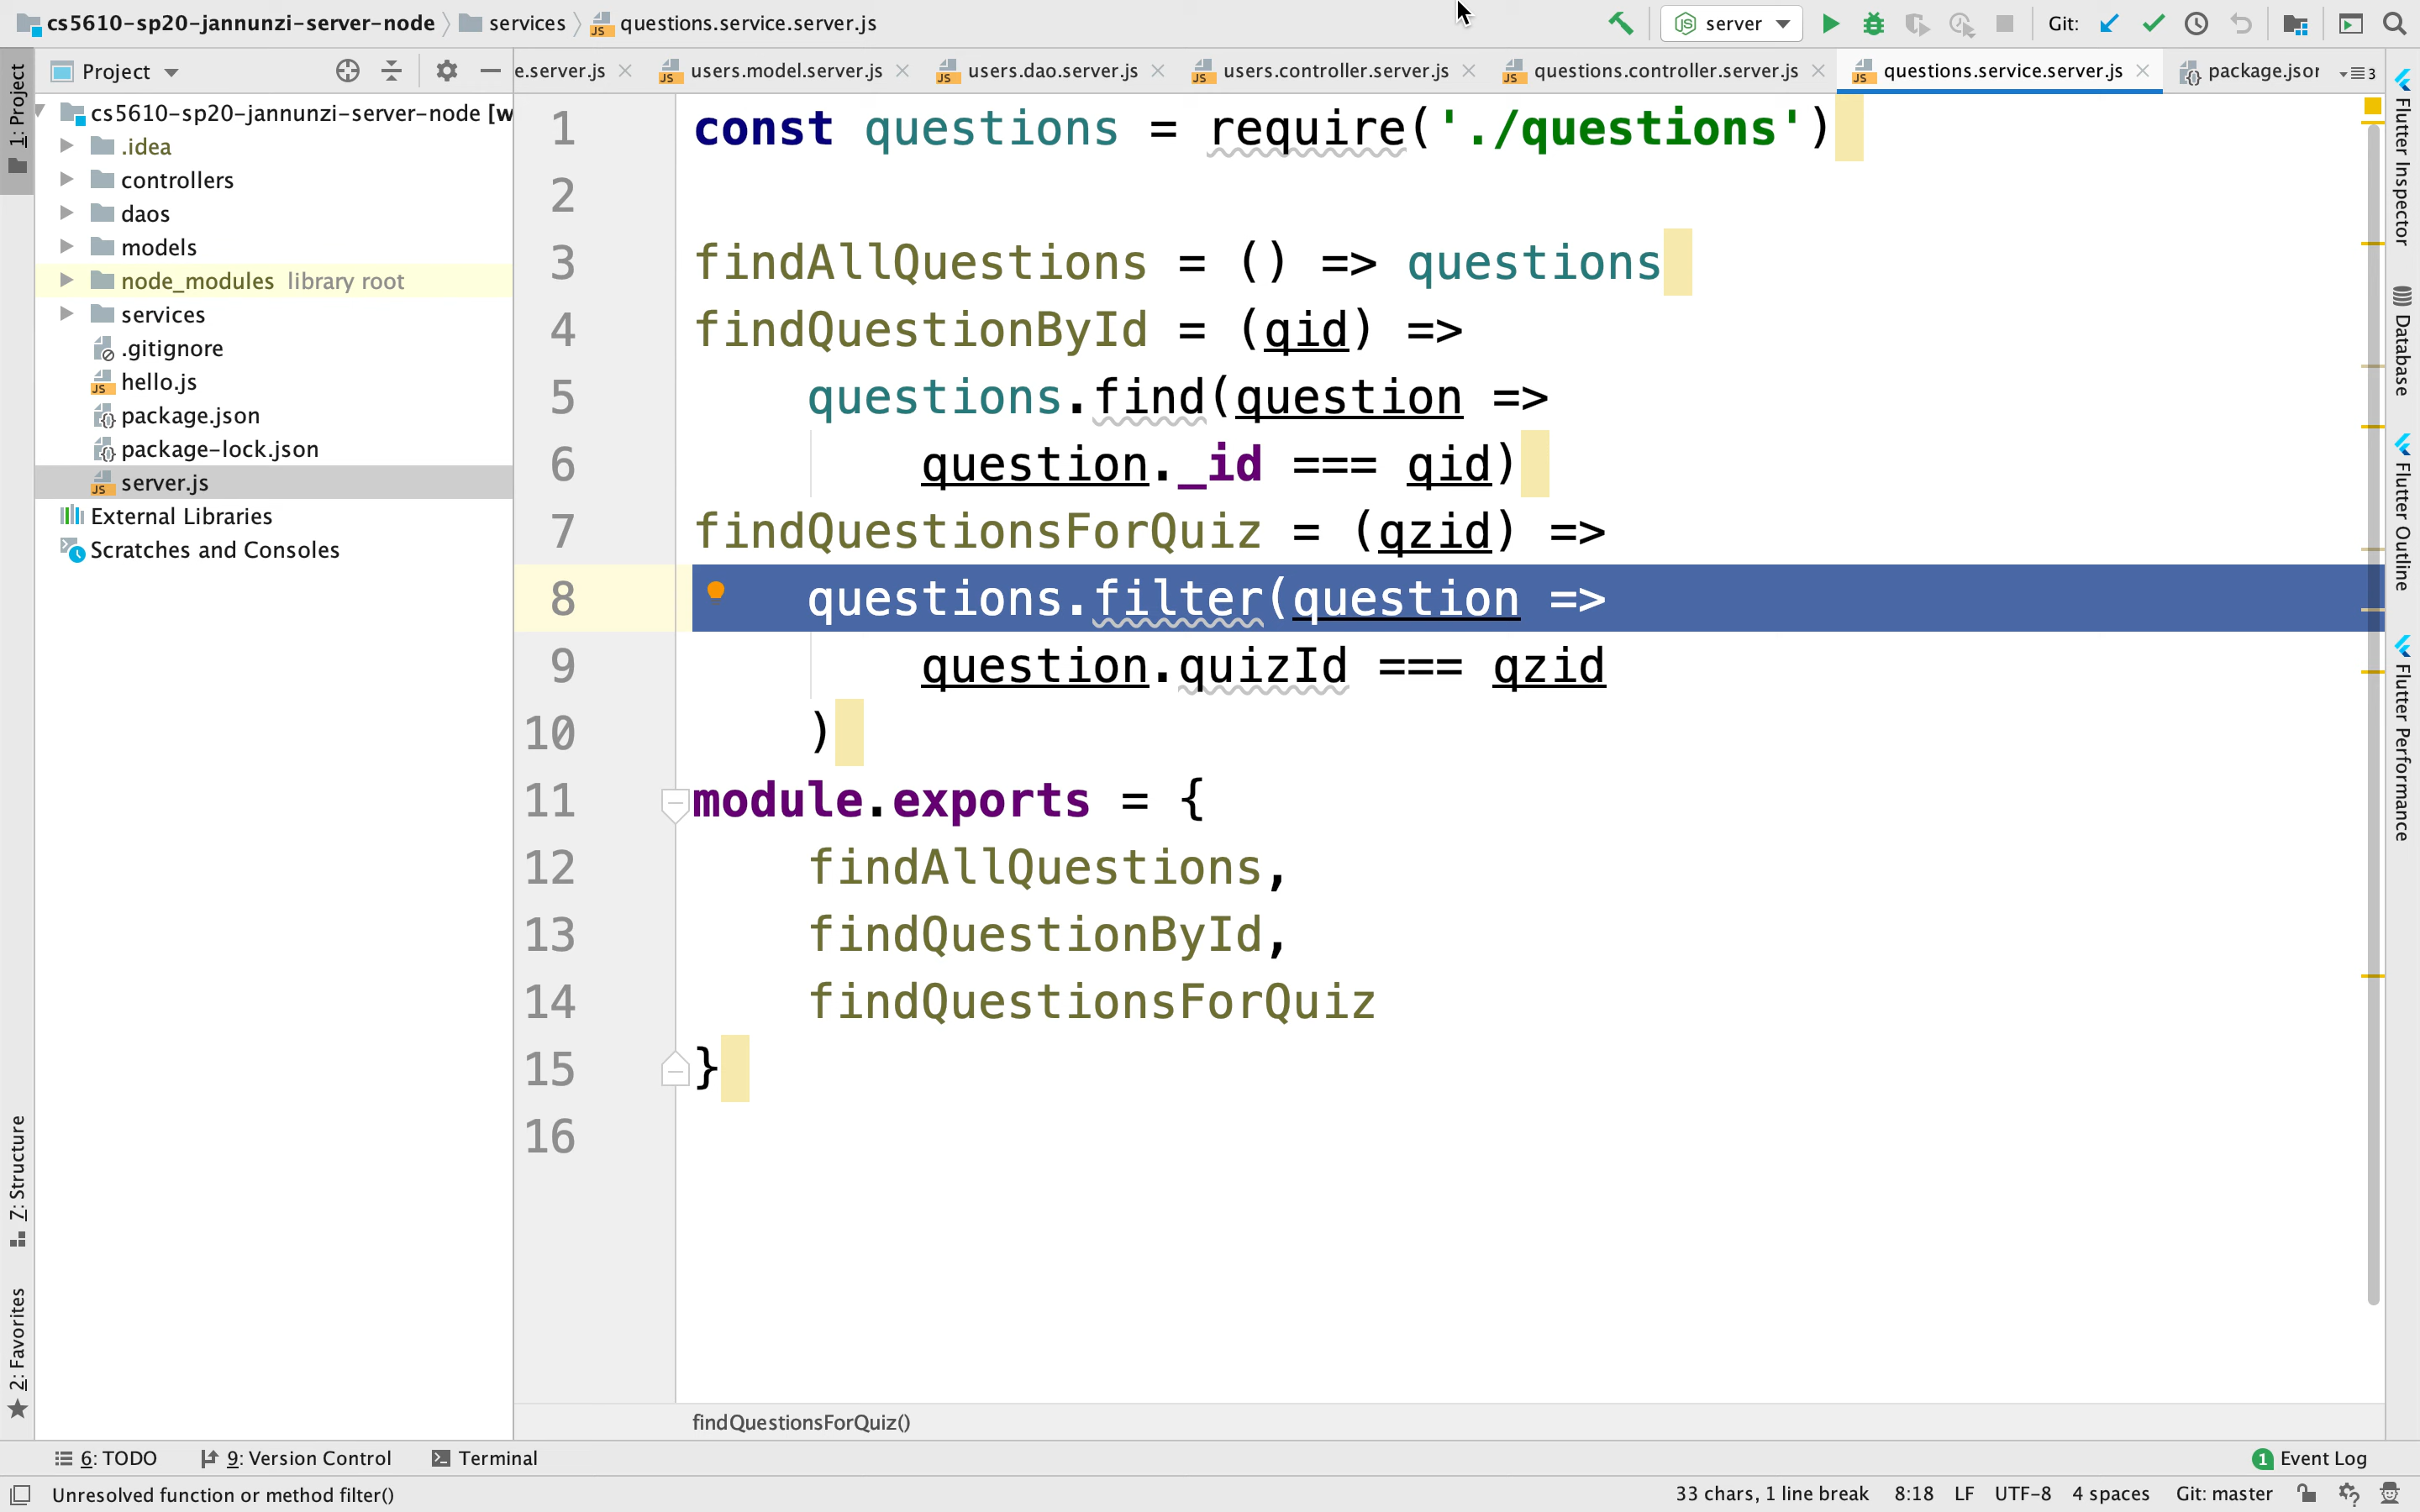 cs5610-sp20-jannunzi-server-node services questions.service.server.js server Git:
Project
e.server.js users.model.server.js users.dao.server.js users.controller.server.js questions.controller.server.js questions.service.server.js package.json 3
1: Project
7: Structure
2: Favorites
cs5610-sp20-jannunzi-server-node [w
.idea
controllers
daos
models
node_modules library root
services
.gitignore
hello.js
package.json
package-lock.json
server.js
External Libraries
Scratches and Consoles
1 const questions = require('./questions')
2
3 findAllQuestions = () => questions
4 findQuestionById = (qid) =>
5 questions.find(question =>
6 question._id === qid)
7 findQuestionsForQuiz = (qzid) =>
8 questions.filter(question =>
9 question.quizId === qzid
10 )
11 module.exports = {
12 findAllQuestions,
13 findQuestionById,
14 findQuestionsForQuiz
15 }
16
findQuestionsForQuiz()
Flutter Inspector
Database
Flutter Outline
Flutter Performance
6: TODO 9: Version Control Terminal 1 Event Log
Unresolved function or method filter() 33 chars, 1 line break 8:18 LF UTF-8 4 spaces Git: master